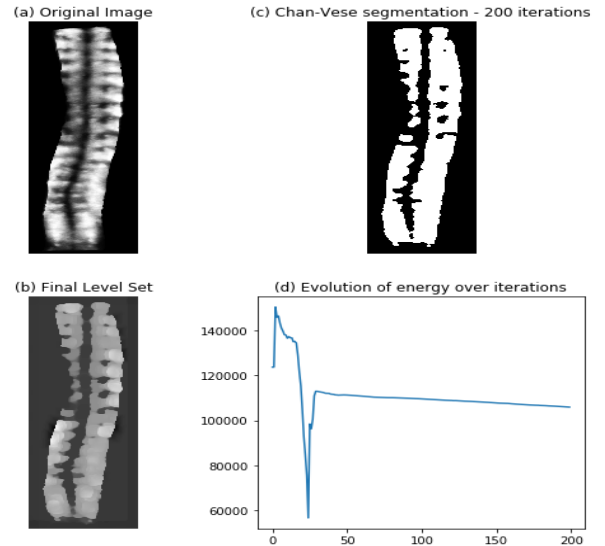 (a) Original Image
(c) Chan-Vese segmentation - 200 iterations
(b) Final Level Set
(d) Evolution of energy over iterations
140000
120000
100000
80000
60000
0 50 100 150 200